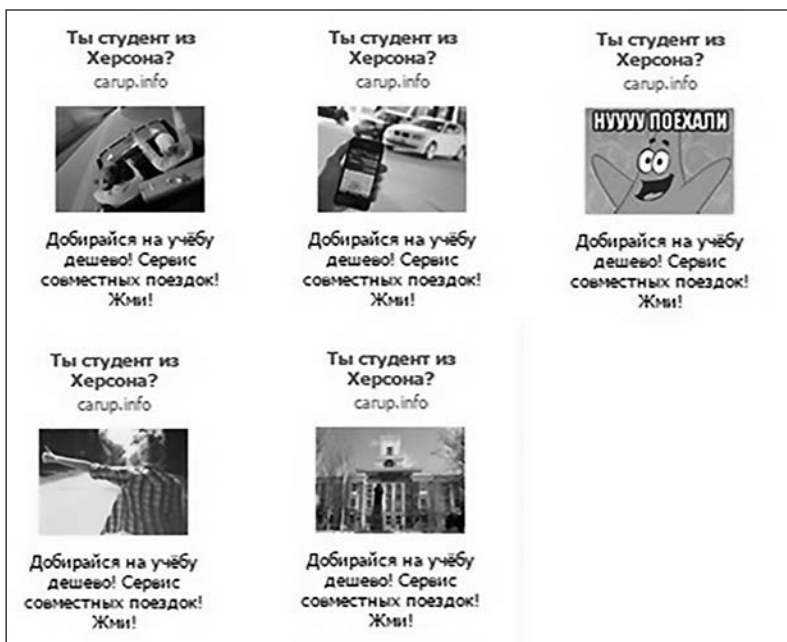 Ты студент из
Херсона?
carup.info
Добирайся на учёбу
дешево! Сервис
совместных поездок!
Жми!
Ты студент из
Херсона?
carup.info
Добирайся на учёбу
дешево! Сервис
совместных поездок!
Жми!
Ты студент из
Херсона?
carup.info
НУУУУ ПОЕХАЛИ
Добирайся на учёбу
дешево! Сервис
совместных поездок!
Жми!
Ты студент из
Херсона?
carup.info
Добирайся на учёбу
дешево! Сервис
совместных поездок!
Жми!
Ты студент из
Херсона?
carup.info
Добирайся на учёбу
дешево! Сервис
совместных поездок!
Жми!